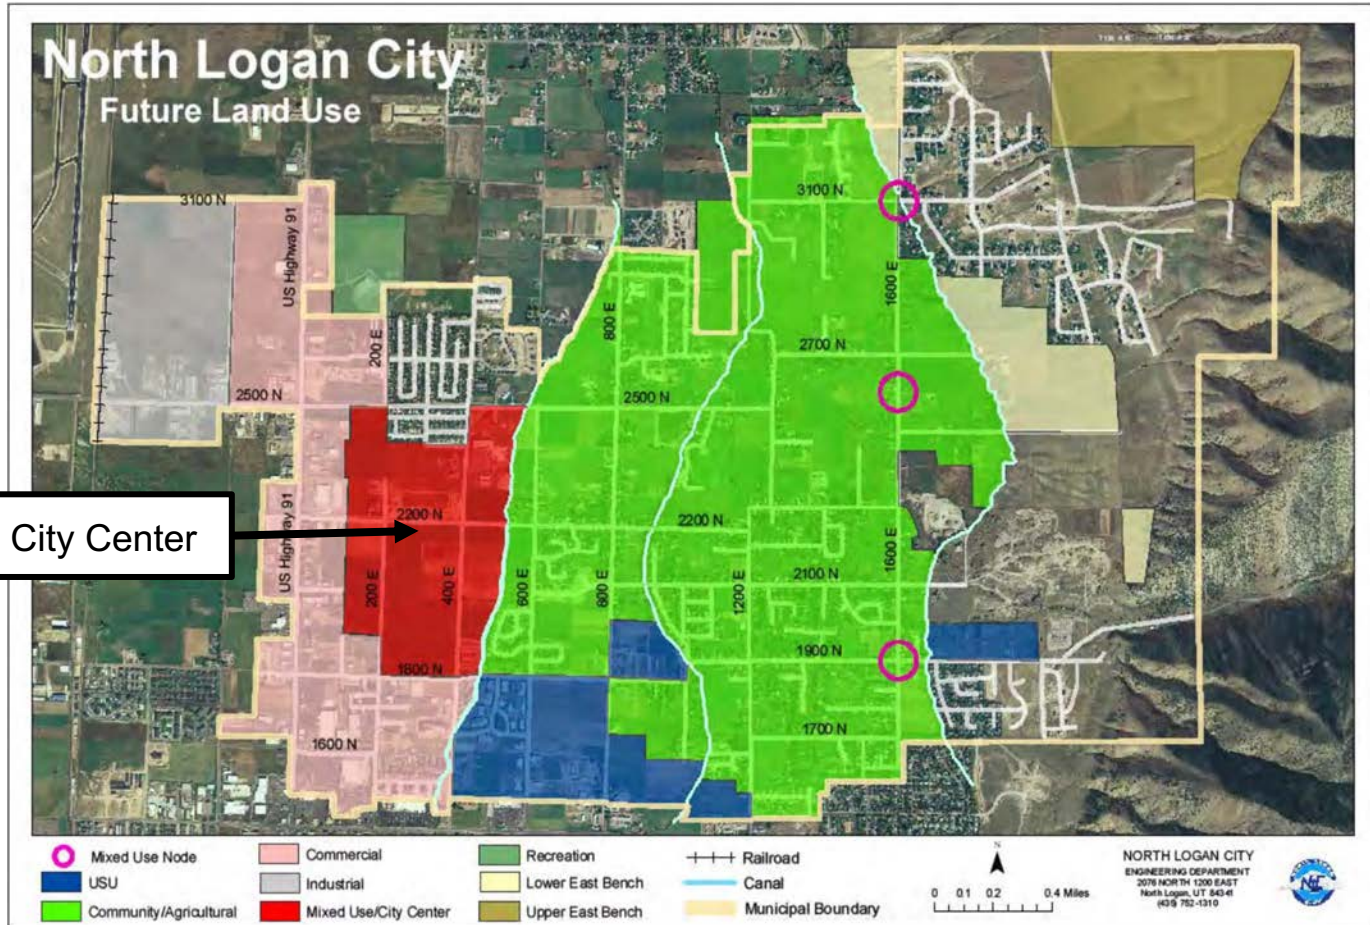 North Logan City
Future Land Use
3100 N
3100 N
US Highway 91
800 E
1600 E
200 E
2700 N
2500 N
2500 N
City Center
US Highway 91
2200 N
2200 N
1600 E
200 E
400 E
600 E
800 E
1200 E
2100 N
1900 N
1800 N
1700 N
1600 N
Mixed Use Node
USU
Community/Agricultural
Commercial
Industrial
Mixed Use/City Center
Recreation
Lower East Bench
Upper East Bench
Railroad
Canal
Municipal Boundary
N
0 0.1 0.2 0.4 Miles
NORTH LOGAN CITY
ENGINEERING DEPARTMENT
2076 NORTH 1200 EAST
North Logan, UT 84341
(435) 752-1310